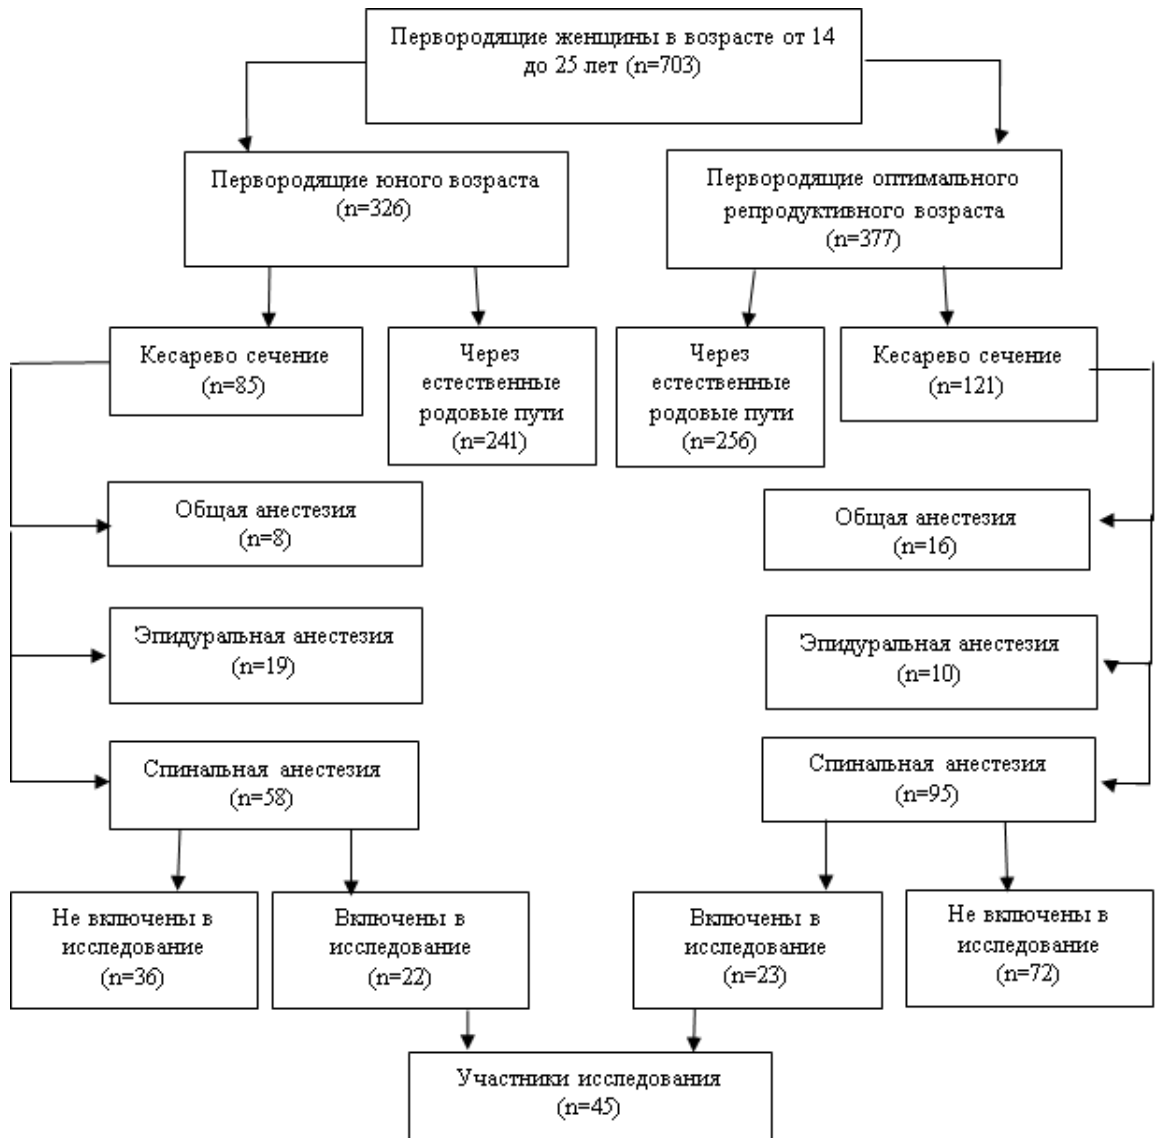 Первородящие женщины в возрасте от 14
до 25 лет (n=703)
Первородящие юного возраста
(n=326)
Первородящие оптимального
репродуктивного возраста
(n=377)
Кесарево сечение
(n=85)
Через
естественные
родовые пути
(n=241)
Через
естественные
родовые пути
(n=256)
Кесарево сечение
(n=121)
Общая анестезия
(n=8)
Общая анестезия
(n=16)
Эпидуральная анестезия
(n=19)
Эпидуральная анестезия
(n=10)
Спинальная анестезия
(n=58)
Спинальная анестезия
(n=95)
Не включены в
исследование
(n=36)
Включены в
исследование
(n=22)
Включены в
исследование
(n=23)
Не включены в
исследование
(n=72)
Участники исследования
(n=45)